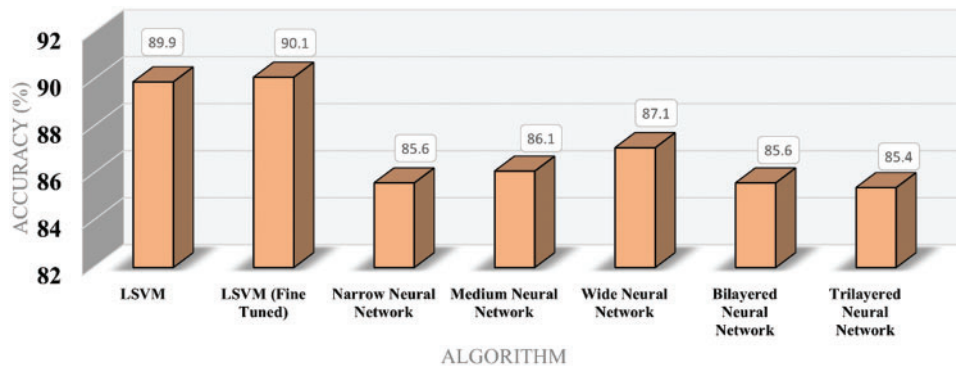 92
90
88
86
84
82
ACCURACY (%)
89.9
90.1
85.6
86.1
87.1
85.6
85.4
LSVM
LSVM (Fine
Tuned)
Narrow Neural
Network
Medium Neural
Network
Wide Neural
Network
Bilayered
Neural
Network
Trilayered
Neural
Network
ALGORITHM